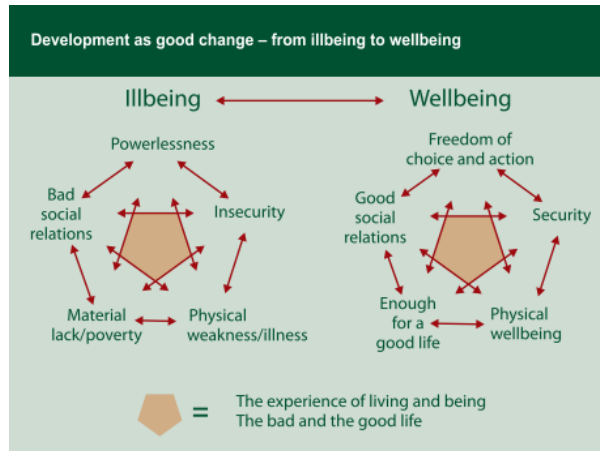 Development as good change – from illbeing to wellbeing
Illbeing
Wellbeing
Powerlessness
Bad
social
relations
Insecurity
Material
lack/poverty
Physical
weakness/illness
Freedom of
choice and action
Good
social
relations
Security
Enough
for a
good life
Physical
wellbeing
=
The experience of living and being
The bad and the good life